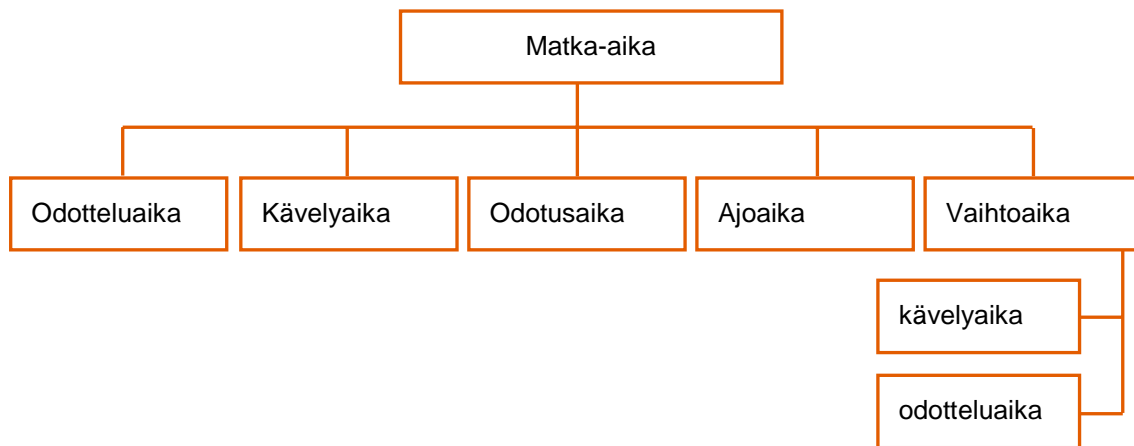 Matka-aika
Odotteluaika
Kävelyaika
Odotusaika
Ajoaika
Vaihtoaika
kävelyaika
odotteluaika